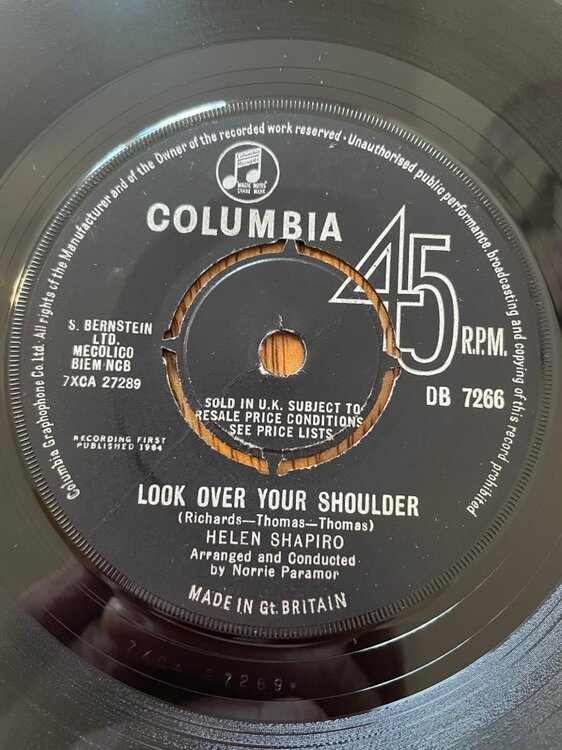 Columbia Graphophone Co. Ltd · All rights of the Manufacturer and of the Owner of the recorded work reserved · Unauthorised public performance, broadcasting and copying of this record prohibited
Columbia
Records
MAGIC NOTES
TRADE MARK
COLUMBIA
45 R.P.M.
S. BERNSTEIN
LTD.
MECOLICO
BIEM·NCB
7XCA 27289
DB 7266
SOLD IN U.K. SUBJECT TO
RESALE PRICE CONDITIONS
SEE PRICE LISTS
RECORDING FIRST
PUBLISHED 1964
LOOK OVER YOUR SHOULDER
(Richards—Thomas—Thomas)
HELEN SHAPIRO
Arranged and Conducted
by Norrie Paramor
MADE IN Gt. BRITAIN